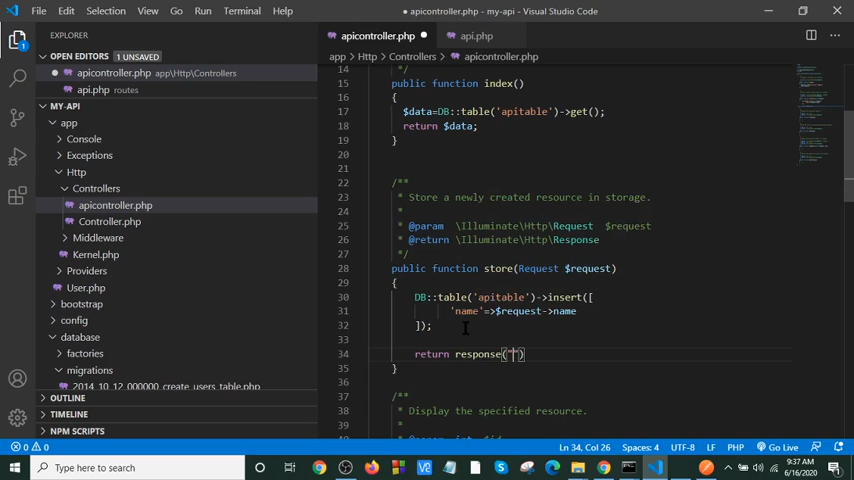 File Edit Selection View Go Run Terminal Help
apicontroller.php - my-api - Visual Studio Code
EXPLORER
OPEN EDITORS 1 UNSAVED
apicontroller.php app\Http\Controllers
api.php routes
MY-API
app
Console
Exceptions
Http
Controllers
apicontroller.php
Controller.php
Middleware
Kernel.php
Providers
User.php
bootstrap
config
database
factories
migrations
2014_10_12_000000_create_users_table.php
OUTLINE
TIMELINE
NPM SCRIPTS
apicontroller.php api.php
app > Http > Controllers > apicontroller.php
14 */
15 public function index()
16 {
17 $data=DB::table('apitable')->get();
18 return $data;
19 }
20
21
22 /**
23 * Store a newly created resource in storage.
24 *
25 * @param \Illuminate\Http\Request $request
26 * @return \Illuminate\Http\Response
27 */
28 public function store(Request $request)
29 {
30 DB::table('apitable')->insert([
31 'name'=>$request->name
32 ]);
33
34 return response("")
35 }
36
37 /**
38 * Display the specified resource.
39 *
0 0 Ln 34, Col 26 Spaces: 4 UTF-8 LF PHP Go Live
Type here to search
9:37 AM
6/16/2020